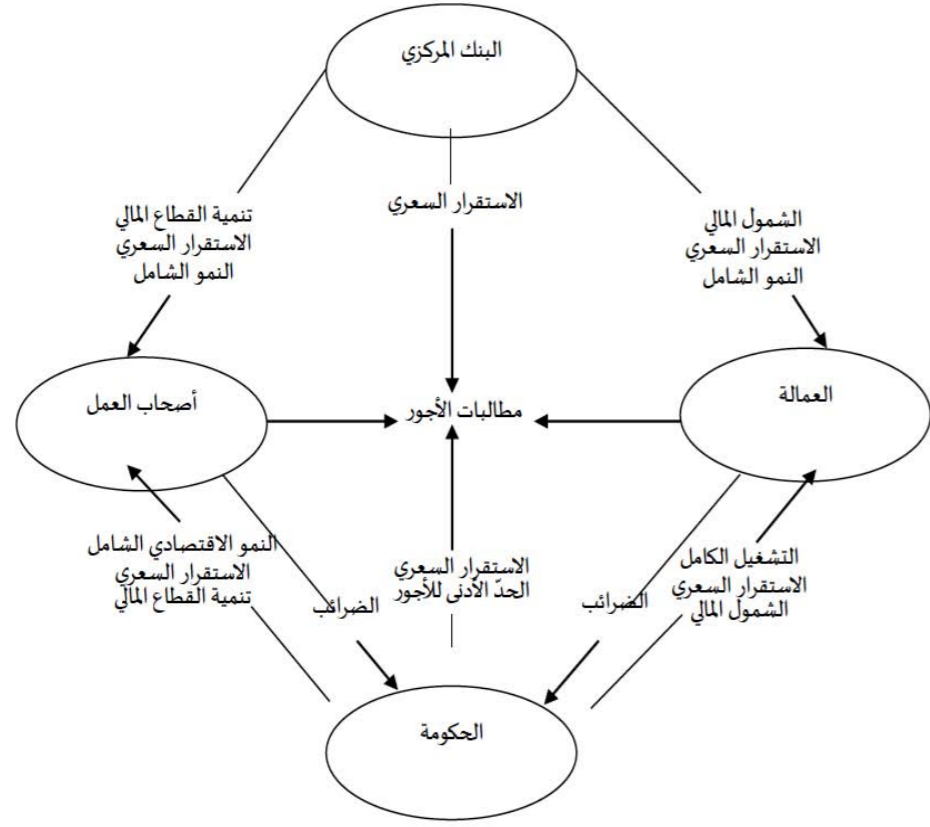 البنك المركزي
الشمول المالي
الاستقرار السعري
النمو الشامل
الاستقرار السعري
تنمية القطاع المالي
الاستقرار السعري
النمو الشامل
العمالة
مطالبات الأجور
أصحاب العمل
التشغيل الكامل
الاستقرار السعري
الشمول المالي
الضرائب
الاستقرار السعري
الحدّ الأدنى للأجور
الضرائب
النمو الاقتصادي الشامل
الاستقرار السعري
تنمية القطاع المالي
الحكومة